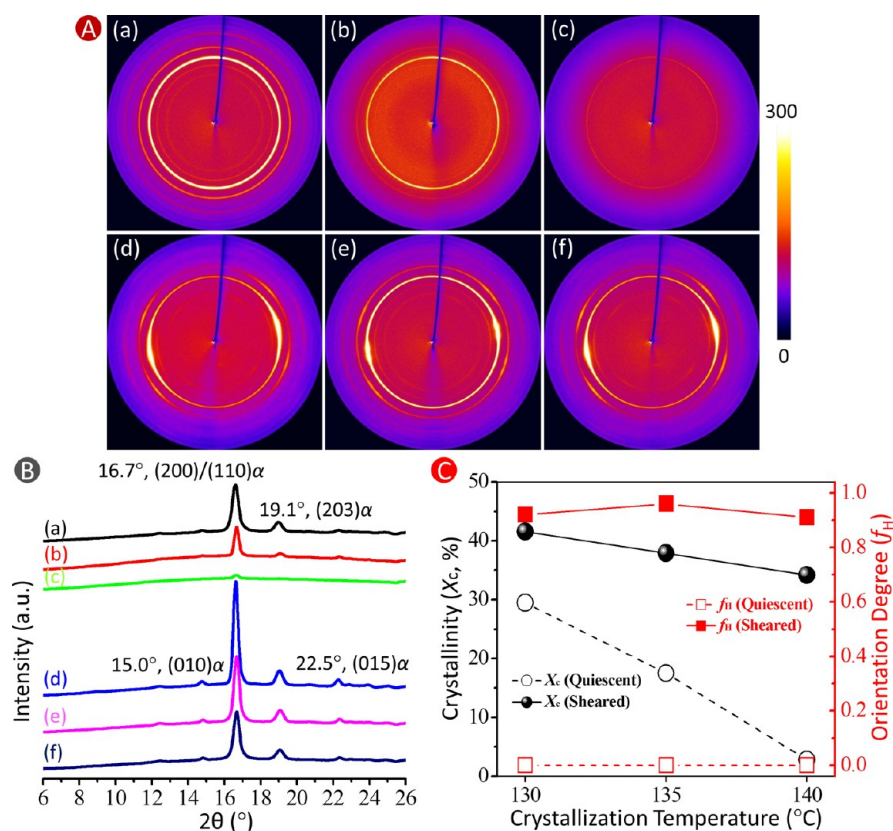 A
(a) (b) (c)
300
(d) (e) (f)
0
B
16.7°, (200)/(110)α
19.1°, (203)α
(a)
(b)
(c)
15.0°, (010)α 22.5°, (015)α
(d)
(e)
(f)
Intensity (a.u.)
6 8 10 12 14 16 18 20 22 24 26
2θ (°)
C
50
40
30
20
10
0
Crystallinity (Xc, %)
1.0
0.8
0.6
0.4
0.2
0.0
Orientation Degree (fH)
fH (Quiescent)
fH (Sheared)
Xc (Quiescent)
Xc (Sheared)
130 135 140
Crystallization Temperature (°C)